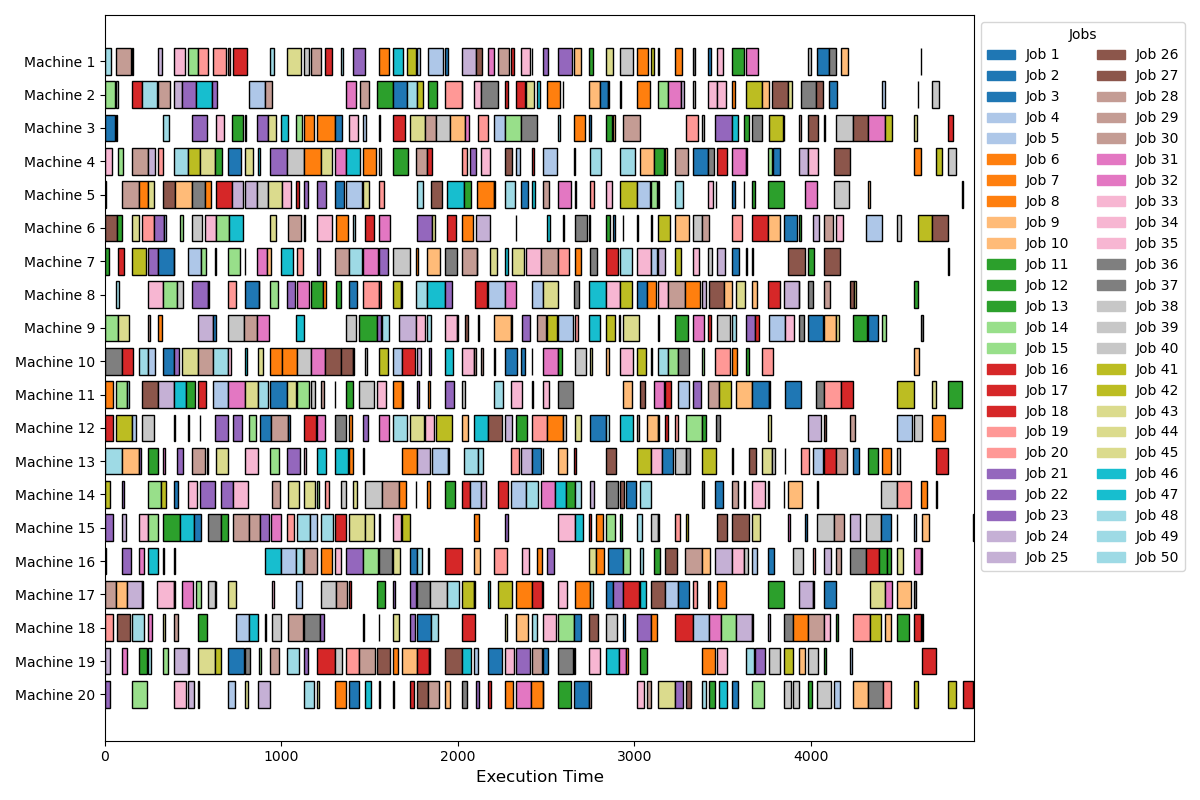 Machine 1
Machine 2
Machine 3
Machine 4
Machine 5
Machine 6
Machine 7
Machine 8
Machine 9
Machine 10
Machine 11
Machine 12
Machine 13
Machine 14
Machine 15
Machine 16
Machine 17
Machine 18
Machine 19
Machine 20
0 1000 2000 3000 4000
Execution Time
Jobs
Job 1 Job 26
Job 2 Job 27
Job 3 Job 28
Job 4 Job 29
Job 5 Job 30
Job 6 Job 31
Job 7 Job 32
Job 8 Job 33
Job 9 Job 34
Job 10 Job 35
Job 11 Job 36
Job 12 Job 37
Job 13 Job 38
Job 14 Job 39
Job 15 Job 40
Job 16 Job 41
Job 17 Job 42
Job 18 Job 43
Job 19 Job 44
Job 20 Job 45
Job 21 Job 46
Job 22 Job 47
Job 23 Job 48
Job 24 Job 49
Job 25 Job 50